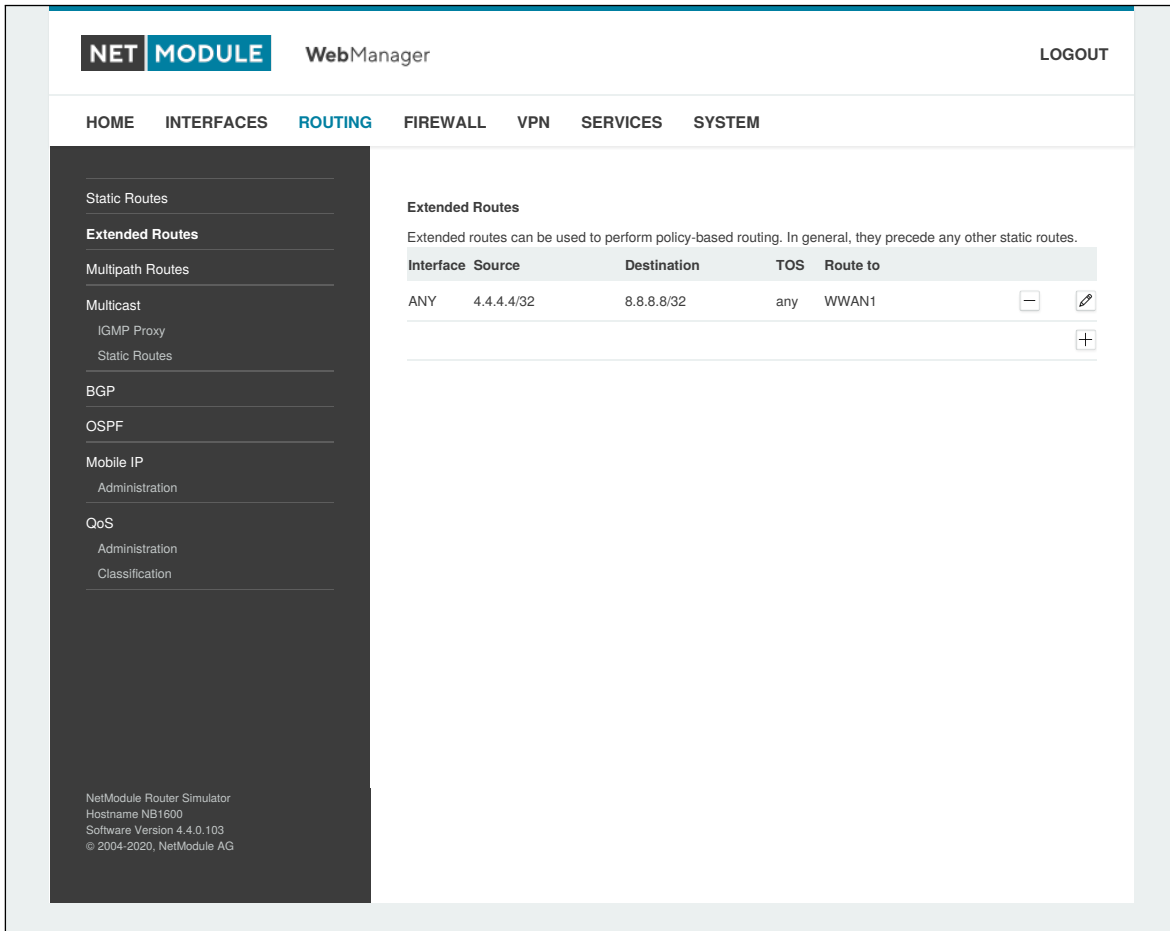 NET MODULE WebManager LOGOUT
HOME INTERFACES ROUTING FIREWALL VPN SERVICES SYSTEM
Static Routes
Extended Routes
Multipath Routes
Multicast
IGMP Proxy
Static Routes
BGP
OSPF
Mobile IP
Administration
QoS
Administration
Classification
NetModule Router Simulator
Hostname NB1600
Software Version 4.4.0.103
© 2004-2020, NetModule AG
Extended Routes
Extended routes can be used to perform policy-based routing. In general, they precede any other static routes.
Interface Source Destination TOS Route to
ANY 4.4.4.4/32 8.8.8.8/32 any WWAN1